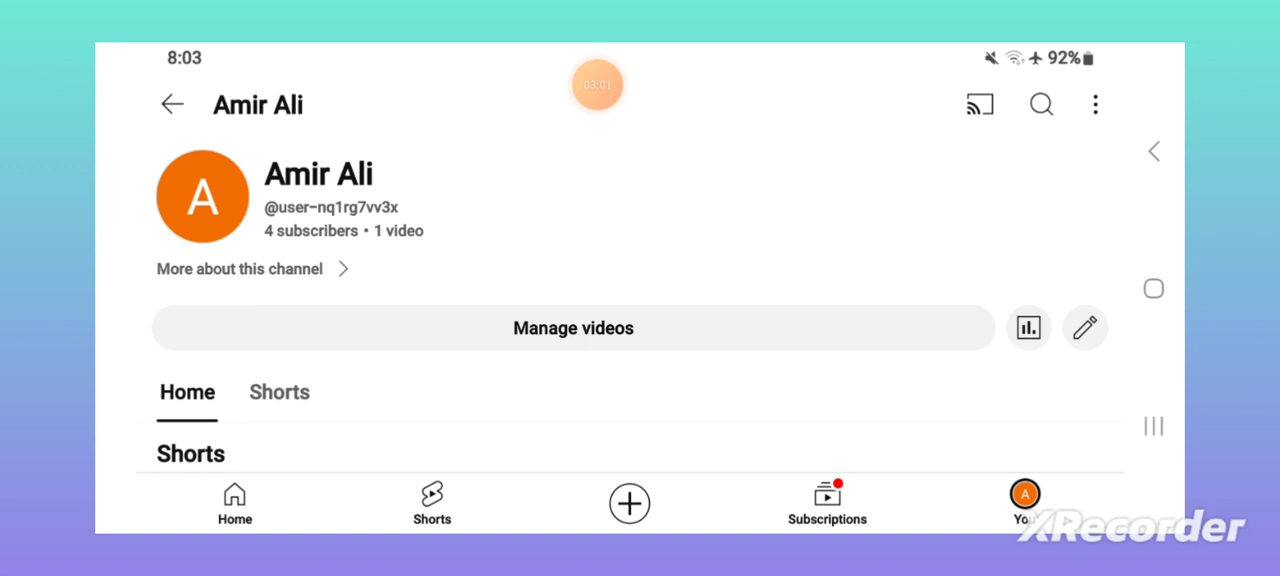 8:03
92%
03:01
Amir Ali
A
Amir Ali
@user-nq1rg7vv3x
4 subscribers • 1 video
More about this channel
Manage videos
Home Shorts
Shorts
A
Home Shorts Subscriptions You
XRecorder